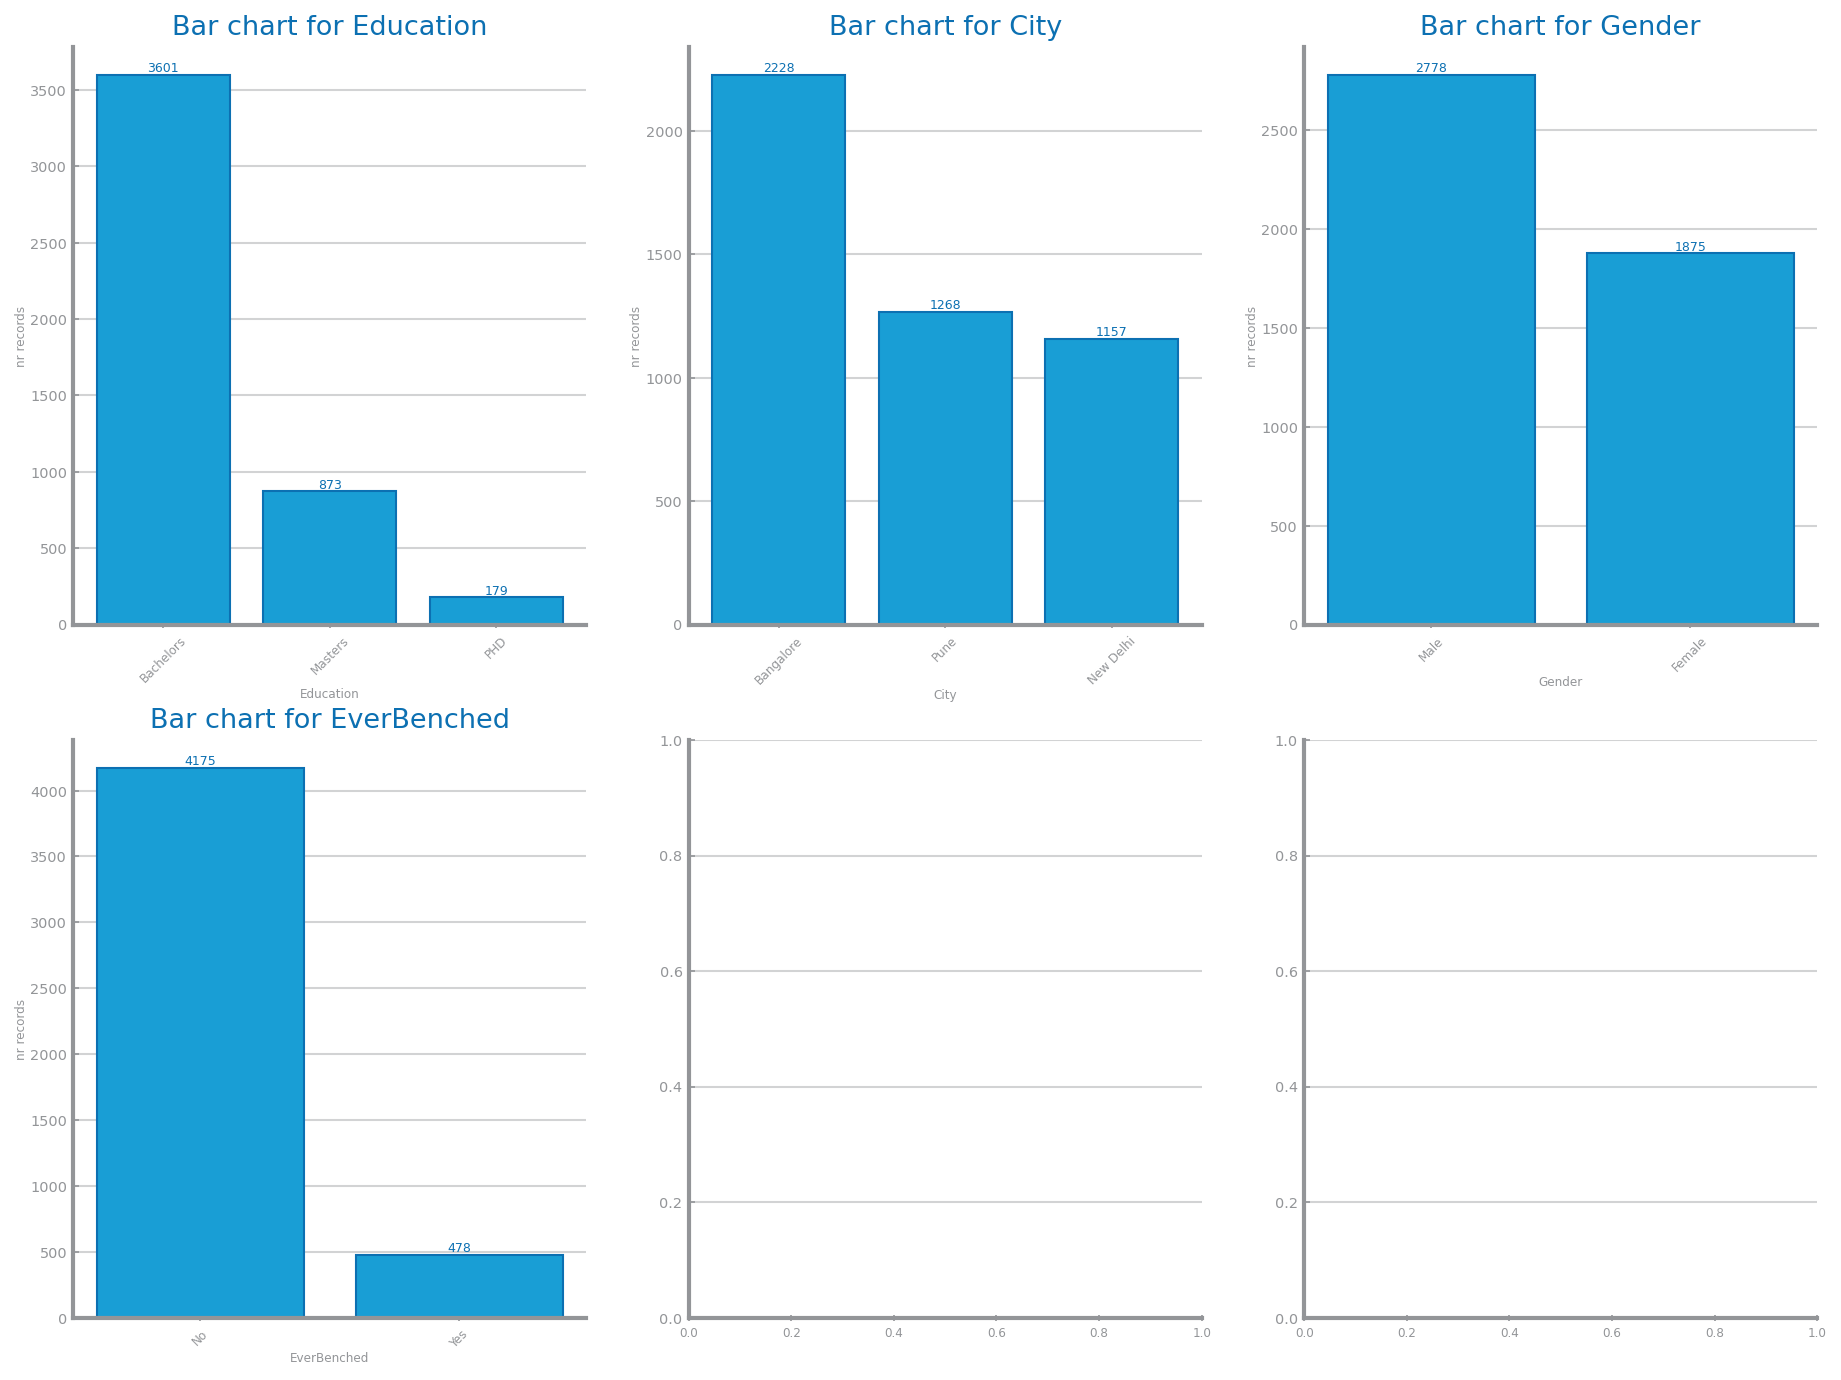 Bar chart for Education
3601
873
179
3500
3000
2500
2000
1500
1000
500
0
nr records
Bachelors
Masters
PHD
Education
Bar chart for City
2228
1268
1157
2000
1500
1000
500
0
nr records
Bangalore
Pune
New Delhi
City
Bar chart for Gender
2778
1875
2500
2000
1500
1000
500
0
nr records
Male
Female
Gender
Bar chart for EverBenched
4175
478
4000
3500
3000
2500
2000
1500
1000
500
0
nr records
No
Yes
EverBenched
1.0
0.8
0.6
0.4
0.2
0.0
0.0 0.2 0.4 0.6 0.8 1.0
1.0
0.8
0.6
0.4
0.2
0.0
0.0 0.2 0.4 0.6 0.8 1.0